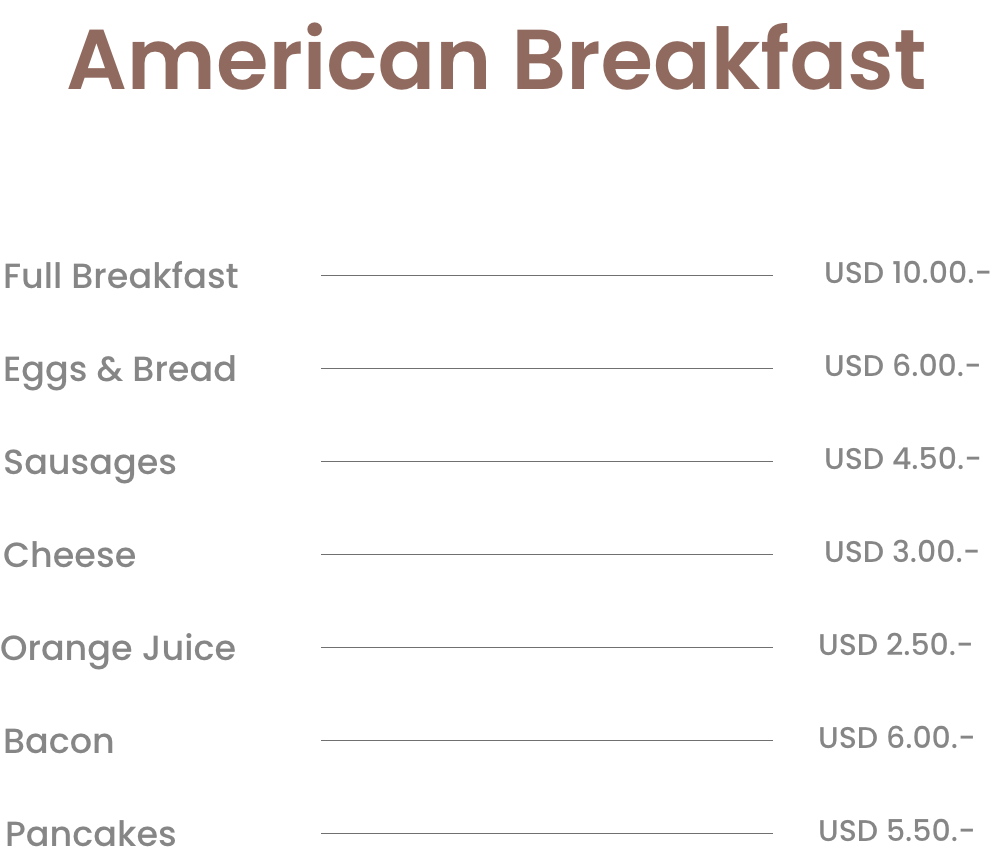 American Breakfast
Full Breakfast USD 10.00.-
Eggs & Bread USD 6.00.-
Sausages USD 4.50.-
Cheese USD 3.00.-
Orange Juice USD 2.50.-
Bacon USD 6.00.-
Pancakes USD 5.50.-